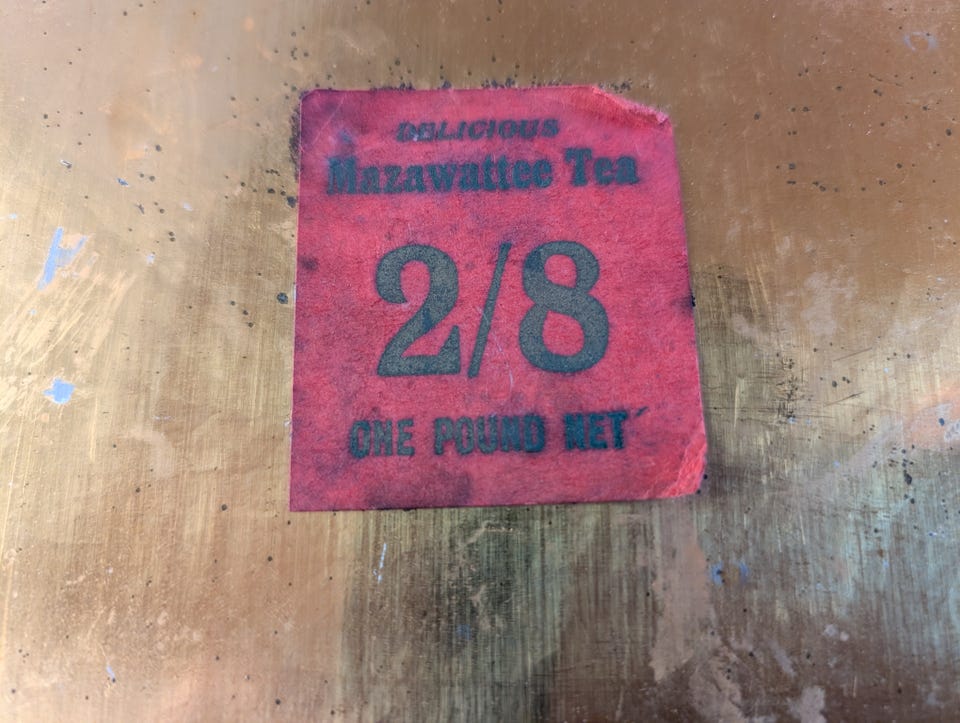 DELICIOUS
Mazawattee Tea
2/8
ONE POUND NET